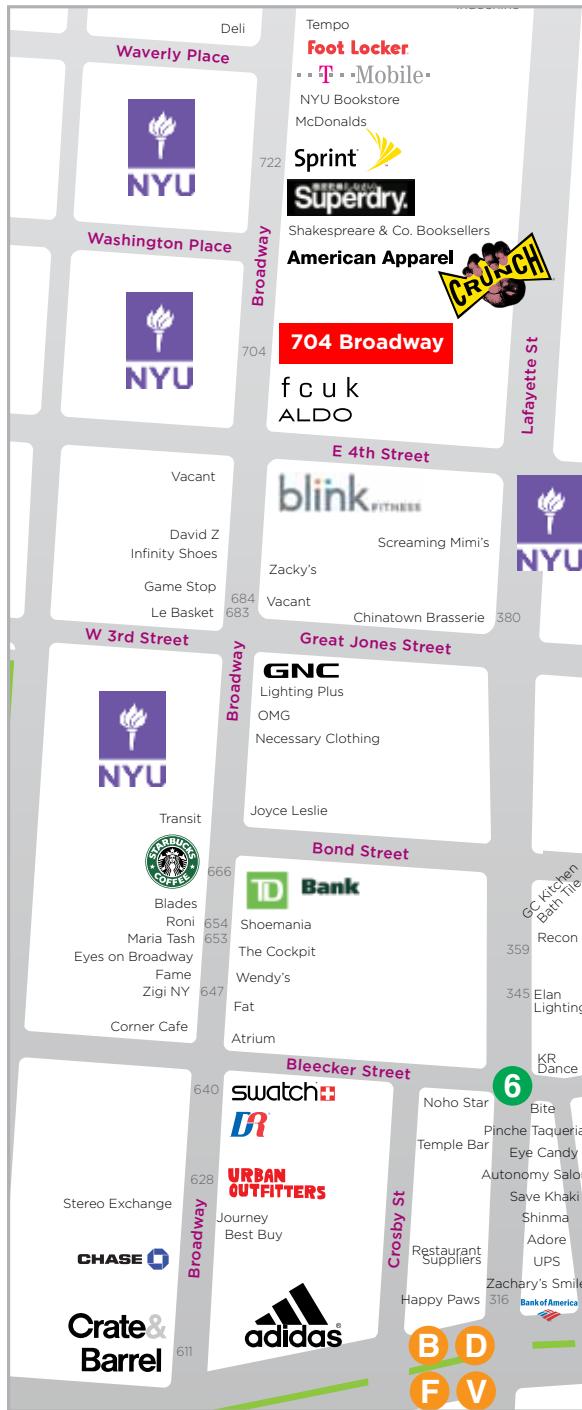 Deli
Tempo
Waverly Place
Foot Locker
T Mobile
NYU Bookstore
McDonalds
NYU
722
Sprint
Superdry.
Shakespreare & Co. Booksellers
Washington Place
Broadway
American Apparel
CRUNCH
NYU
704
704 Broadway
Lafayette St
fcuk
ALDO
E 4th Street
Vacant
blink FITNESS
NYU
David Z
Infinity Shoes
Screaming Mimi's
Game Stop
Zacky's
684
Vacant
Le Basket
683
Chinatown Brasserie
380
W 3rd Street
Great Jones Street
Broadway
GNC
Lighting Plus
OMG
Necessary Clothing
NYU
Joyce Leslie
Transit
STARBUCKS COFFEE
Bond Street
666
TD Bank
GC Kitchen
Bath Tile
Blades
Roni
654
Shoemania
Maria Tash
653
The Cockpit
359
Recon
Eyes on Broadway
Fame
Wendy's
Zigi NY
647
Fat
345
Elan
Lighting
Corner Cafe
Atrium
KR
Dance
Bleecker Street
6
640
swatch
DR
Noho Star
Bite
Pinche Taqueria
Temple Bar
Eye Candy
628
URBAN
OUTFITTERS
Autonomy Salo
Save Khaki
Stereo Exchange
Broadway
Journey
Best Buy
Crosby St
Shinma
Adore
Restaurant
Suppliers
UPS
CHASE
Zachary's Smile
Happy Paws
316
Bank of America
Crate&
Barrel
611
adidas
B
D
F
V